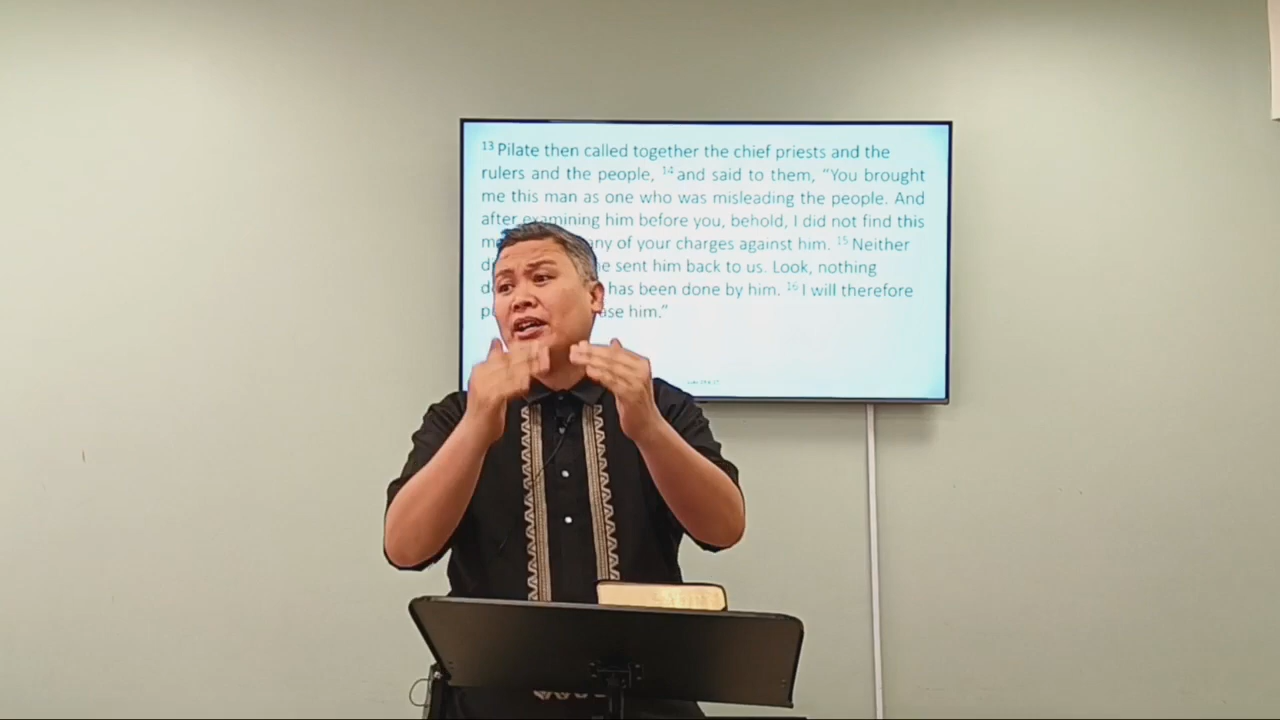 13 Pilate then called together the chief priests and the
rulers and the people, 14 and said to them, “You brought
me this man as one who was misleading the people. And
after examining him before you, behold, I did not find this
any of your charges against him. 15 Neither
sent him back to us. Look, nothing
has been done by him. 16 I will therefore
him.”